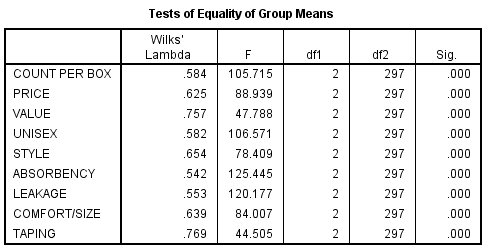 Tests of Equality of Group Means
Wilks' Lambda F df1 df2 Sig.
COUNT PER BOX .584 105.715 2 297 .000
PRICE .625 88.939 2 297 .000
VALUE .757 47.788 2 297 .000
UNISEX .582 106.571 2 297 .000
STYLE .654 78.409 2 297 .000
ABSORBENCY .542 125.445 2 297 .000
LEAKAGE .553 120.177 2 297 .000
COMFORT/SIZE .639 84.007 2 297 .000
TAPING .769 44.505 2 297 .000